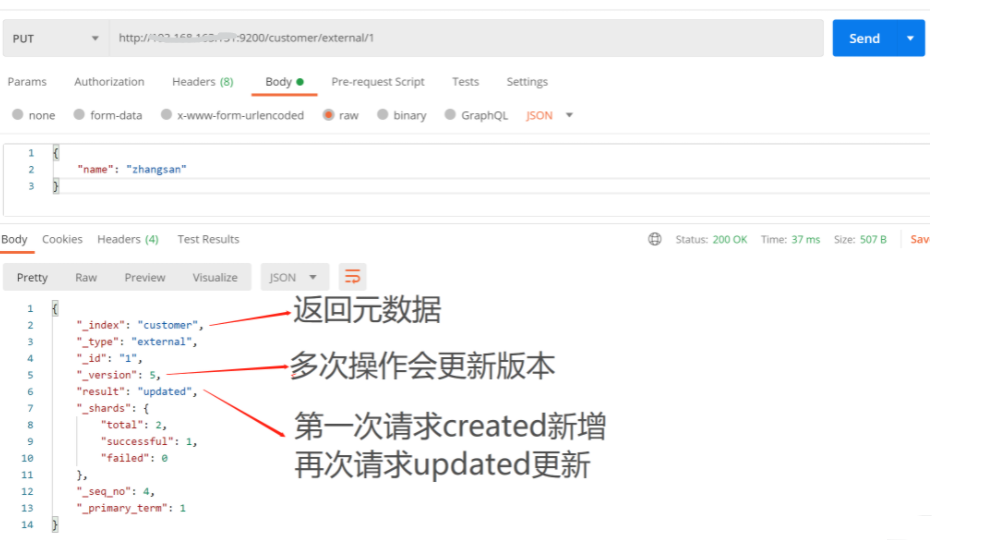 PUT http://:9200/customer/external/1 Send
Params Authorization Headers (8) Body Pre-request Script Tests Settings
none form-data x-www-form-urlencoded raw binary GraphQL JSON
1 {
2 "name": "zhangsan"
3 }
Body Cookies Headers (4) Test Results Status: 200 OK Time: 37 ms Size: 507 B Sav
Pretty Raw Preview Visualize JSON
1 {
2 "_index": "customer", 返回元数据
3 "_type": "external",
4 "_id": "1",
5 "_version": 5, 多次操作会更新版本
6 "result": "updated",
7 "_shards": {
8 "total": 2, 第一次请求created新增
9 "successful": 1,
10 "failed": 0 再次请求updated更新
11 },
12 "_seq_no": 4,
13 "_primary_term": 1
14 }